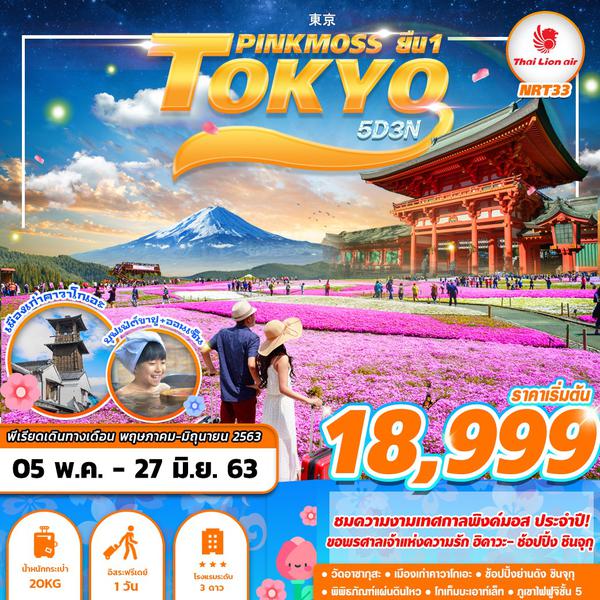 東京
PINKMOSS ยืน1
TOKYO
5D3N
Thai Lion air
NRT33
เมืองเก่าคาวาโกเอะ
บุฟเฟ่ต์ขาปู+ออนเซ็น
ราคาเริ่มต้น
18,999
พีเรียดเดินทางเดือน พฤษภาคม-มิถุนายน 2563
05 พ.ค. - 27 มิ.ย. 63
ชมความงามเทศกาลพิงค์มอส ประจำปี!
ขอพรศาลเจ้าแห่งความรัก ฮิคาวะ- ช้อปปิ้ง ชินจุกุ
น้ำหนักกระเป๋า
20KG
อิสระฟรีเดย์
1 วัน
โรงแรมระดับ
3 ดาว
• วัดอาซากุสะ • เมืองเก่าคาวาโกเอะ • ช้อปปิ้งย่านดัง ชินจุกุ
• พิพิธภัณฑ์แผ่นดินไหว • โกเท็มบะเอาท์เล็ท • ภูเขาไฟฟูจิชั้น 5